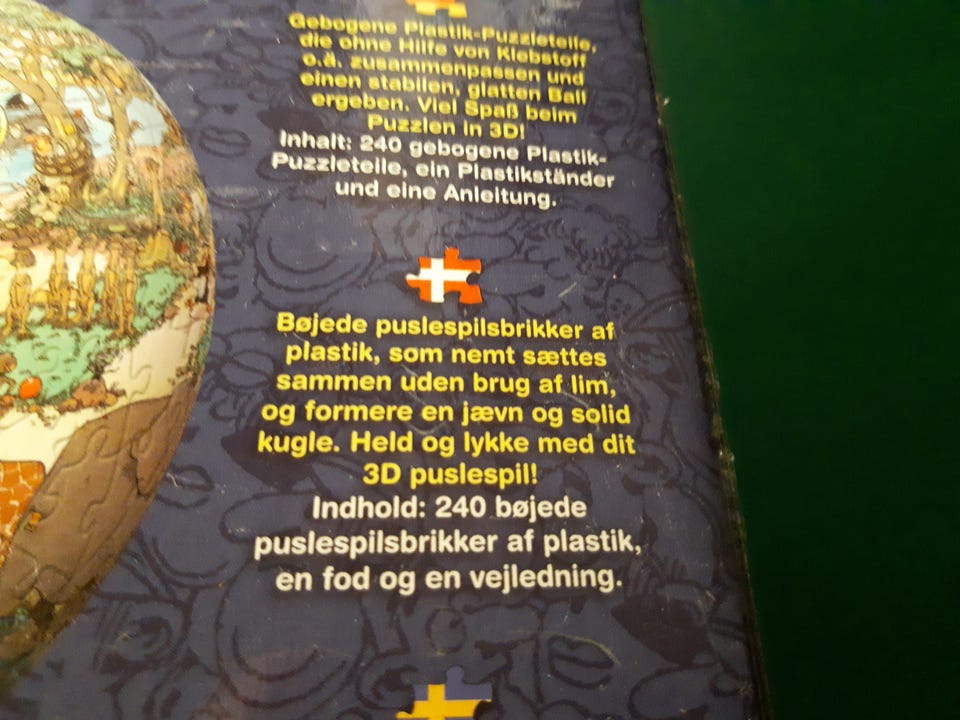 Gebogene Plastik-Puzzleteile,
die ohne Hilfe von Klebstoff
o.ä. zusammenpassen und
einen stabilen, glatten Ball
ergeben. Viel Spaß beim
Puzzlen in 3D!
Inhalt: 240 gebogene Plastik-
Puzzleteile, ein Plastikständer
und eine Anleitung.
Bøjede puslespilsbrikker af
plastik, som nemt sættes
sammen uden brug af lim,
og formere en jævn og solid
kugle. Held og lykke med dit
3D puslespil!
Indhold: 240 bøjede
puslespilsbrikker af plastik,
en fod og en vejledning.